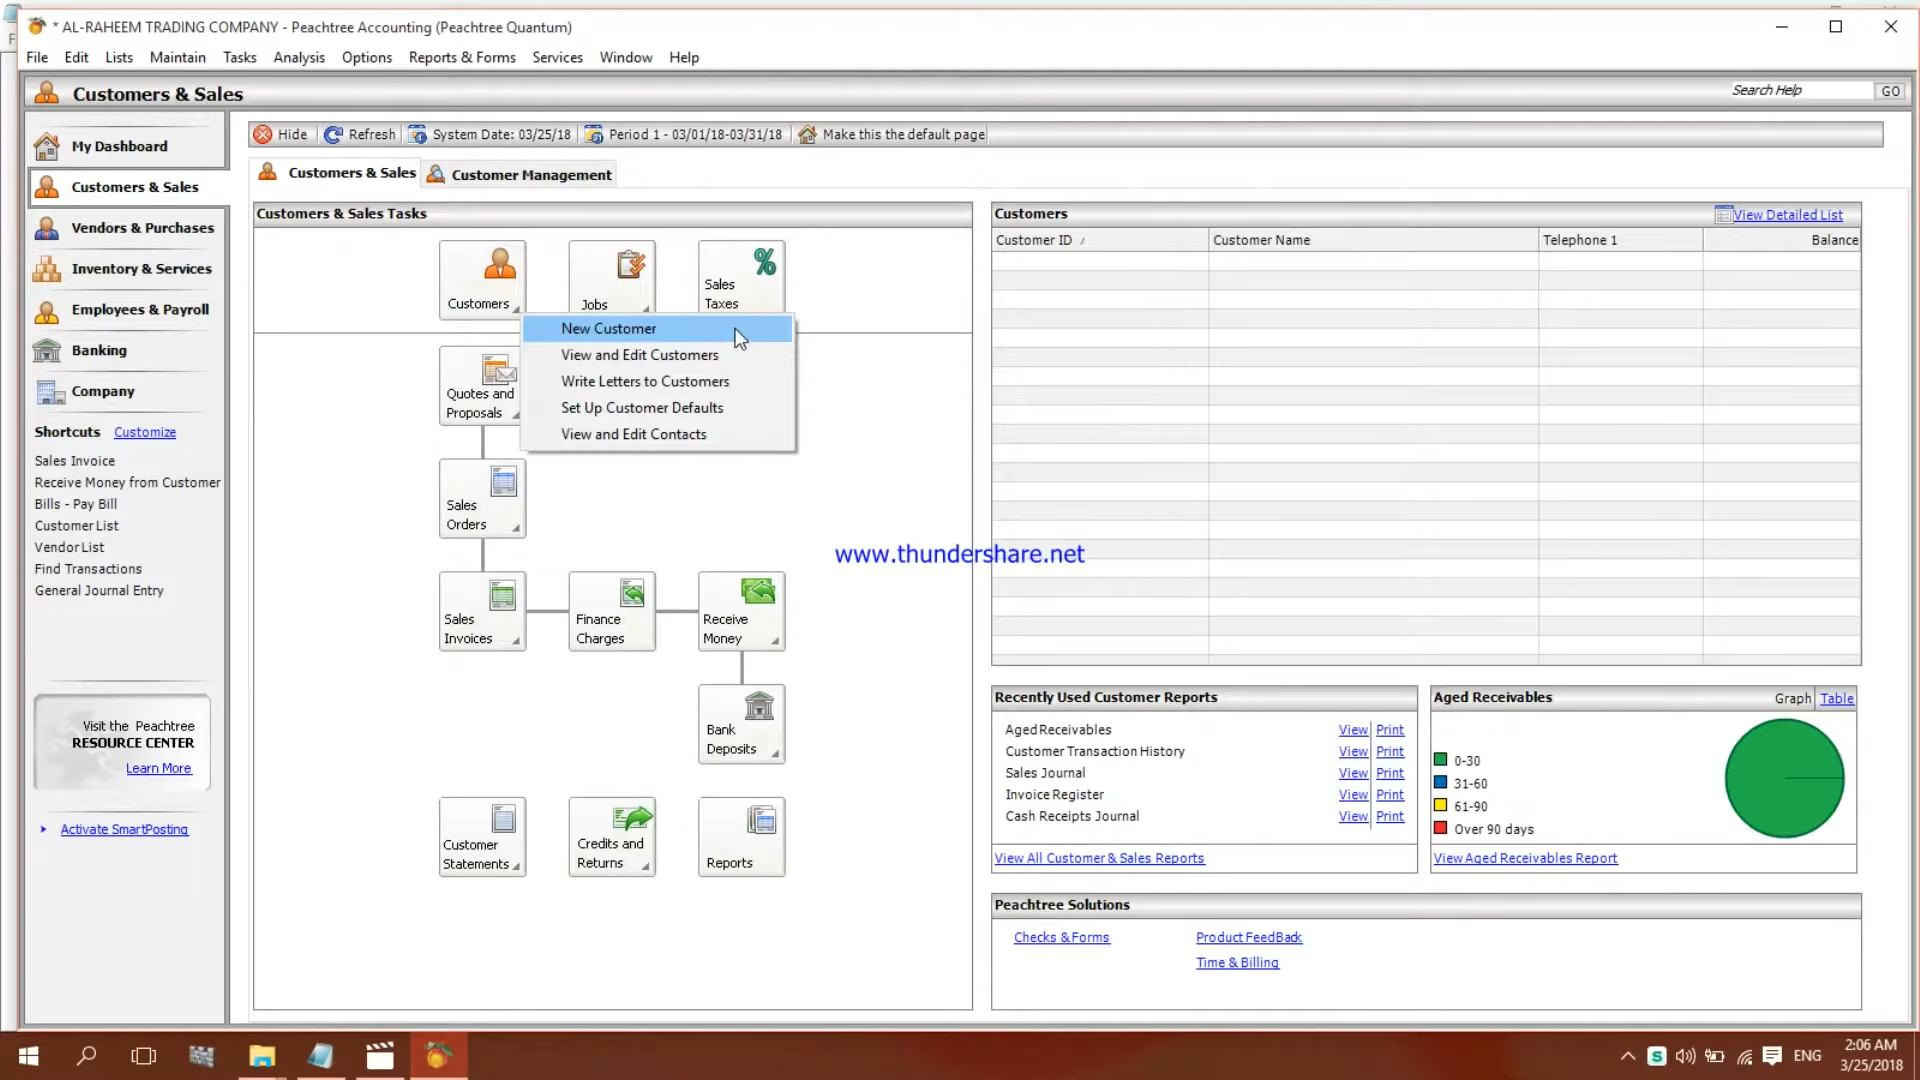 * AL-RAHEEM TRADING COMPANY - Peachtree Accounting (Peachtree Quantum)
File Edit Lists Maintain Tasks Analysis Options Reports & Forms Services Window Help
Customers & Sales
Search Help GO
My Dashboard
Customers & Sales
Vendors & Purchases
Inventory & Services
Employees & Payroll
Banking
Company
Shortcuts Customize
Sales Invoice
Receive Money from Customer
Bills - Pay Bill
Customer List
Vendor List
Find Transactions
General Journal Entry
Visit the Peachtree
RESOURCE CENTER
Learn More
Activate SmartPosting
Hide Refresh System Date: 03/25/18 Period 1 - 03/01/18-03/31/18 Make this the default page
Customers & Sales Customer Management
Customers & Sales Tasks
Customers
Jobs
Sales
Taxes
New Customer
View and Edit Customers
Write Letters to Customers
Set Up Customer Defaults
View and Edit Contacts
Quotes and
Proposals
Sales
Orders
Sales
Invoices
Finance
Charges
Receive
Money
Bank
Deposits
Customer
Statements
Credits and
Returns
Reports
www.thundershare.net
Customers View Detailed List
Customer ID / Customer Name Telephone 1 Balance
Recently Used Customer Reports
Aged Receivables View Print
Customer Transaction History View Print
Sales Journal View Print
Invoice Register View Print
Cash Receipts Journal View Print
View All Customer & Sales Reports
Aged Receivables Graph Table
0-30
31-60
61-90
Over 90 days
View Aged Receivables Report
Peachtree Solutions
Checks & Forms Product FeedBack
Time & Billing
ENG
2:06 AM
3/25/2018